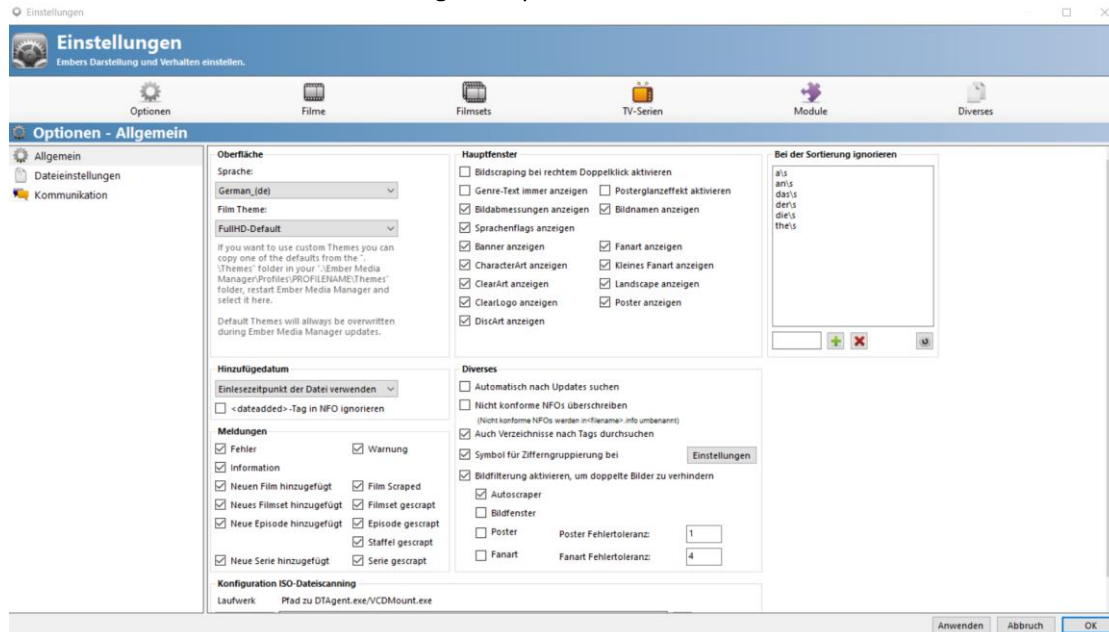 Einstellungen
Einstellungen
Embers Darstellung und Verhalten einstellen.
Optionen
Filme
Filmsets
TV-Serien
Module
Diverses
Optionen - Allgemein
Allgemein
Dateieinstellungen
Kommunikation
Oberfläche
Sprache:
German_(de)
Film Theme:
FullHD-Default
If you want to use custom Themes you can
copy one of the defaults from the ".
\Themes" folder in your ".\Ember Media
Manager\Profiles\PROFILENAME\Themes"
folder, restart Ember Media Manager and
select it here.
Default Themes will allways be overwritten
during Ember Media Manager updates.
Hinzufügedatum
Einlesezeitpunkt der Datei verwenden
<dateadded>-Tag in NFO ignorieren
Meldungen
Fehler
Warnung
Information
Neuen Film hinzugefügt
Film Scraped
Neues Filmset hinzugefügt
Filmset gescrapt
Neue Episode hinzugefügt
Episode gescrapt
Staffel gescrapt
Neue Serie hinzugefügt
Serie gescrapt
Konfiguration ISO-Dateiscanning
Laufwerk
Pfad zu DTAgent.exe/VCDMount.exe
Hauptfenster
Bildscraping bei rechtem Doppelklick aktivieren
Genre-Text immer anzeigen
Posterglanzeffekt aktivieren
Bildabmessungen anzeigen
Bildnamen anzeigen
Sprachenflags anzeigen
Banner anzeigen
Fanart anzeigen
CharacterArt anzeigen
Kleines Fanart anzeigen
ClearArt anzeigen
Landscape anzeigen
ClearLogo anzeigen
Poster anzeigen
DiscArt anzeigen
Diverses
Automatisch nach Updates suchen
Nicht konforme NFOs überschreiben
(Nicht konforme NFOs werden in<filename>.info umbenannt)
Auch Verzeichnisse nach Tags durchsuchen
Symbol für Zifferngruppierung bei
Einstellungen
Bildfilterung aktivieren, um doppelte Bilder zu verhindern
Autoscraper
Bildfenster
Poster
Poster Fehlertoleranz:
1
Fanart
Fanart Fehlertoleranz:
4
Bei der Sortierung ignorieren
a\s
an\s
das\s
der\s
die\s
the\s
Anwenden
Abbruch
OK